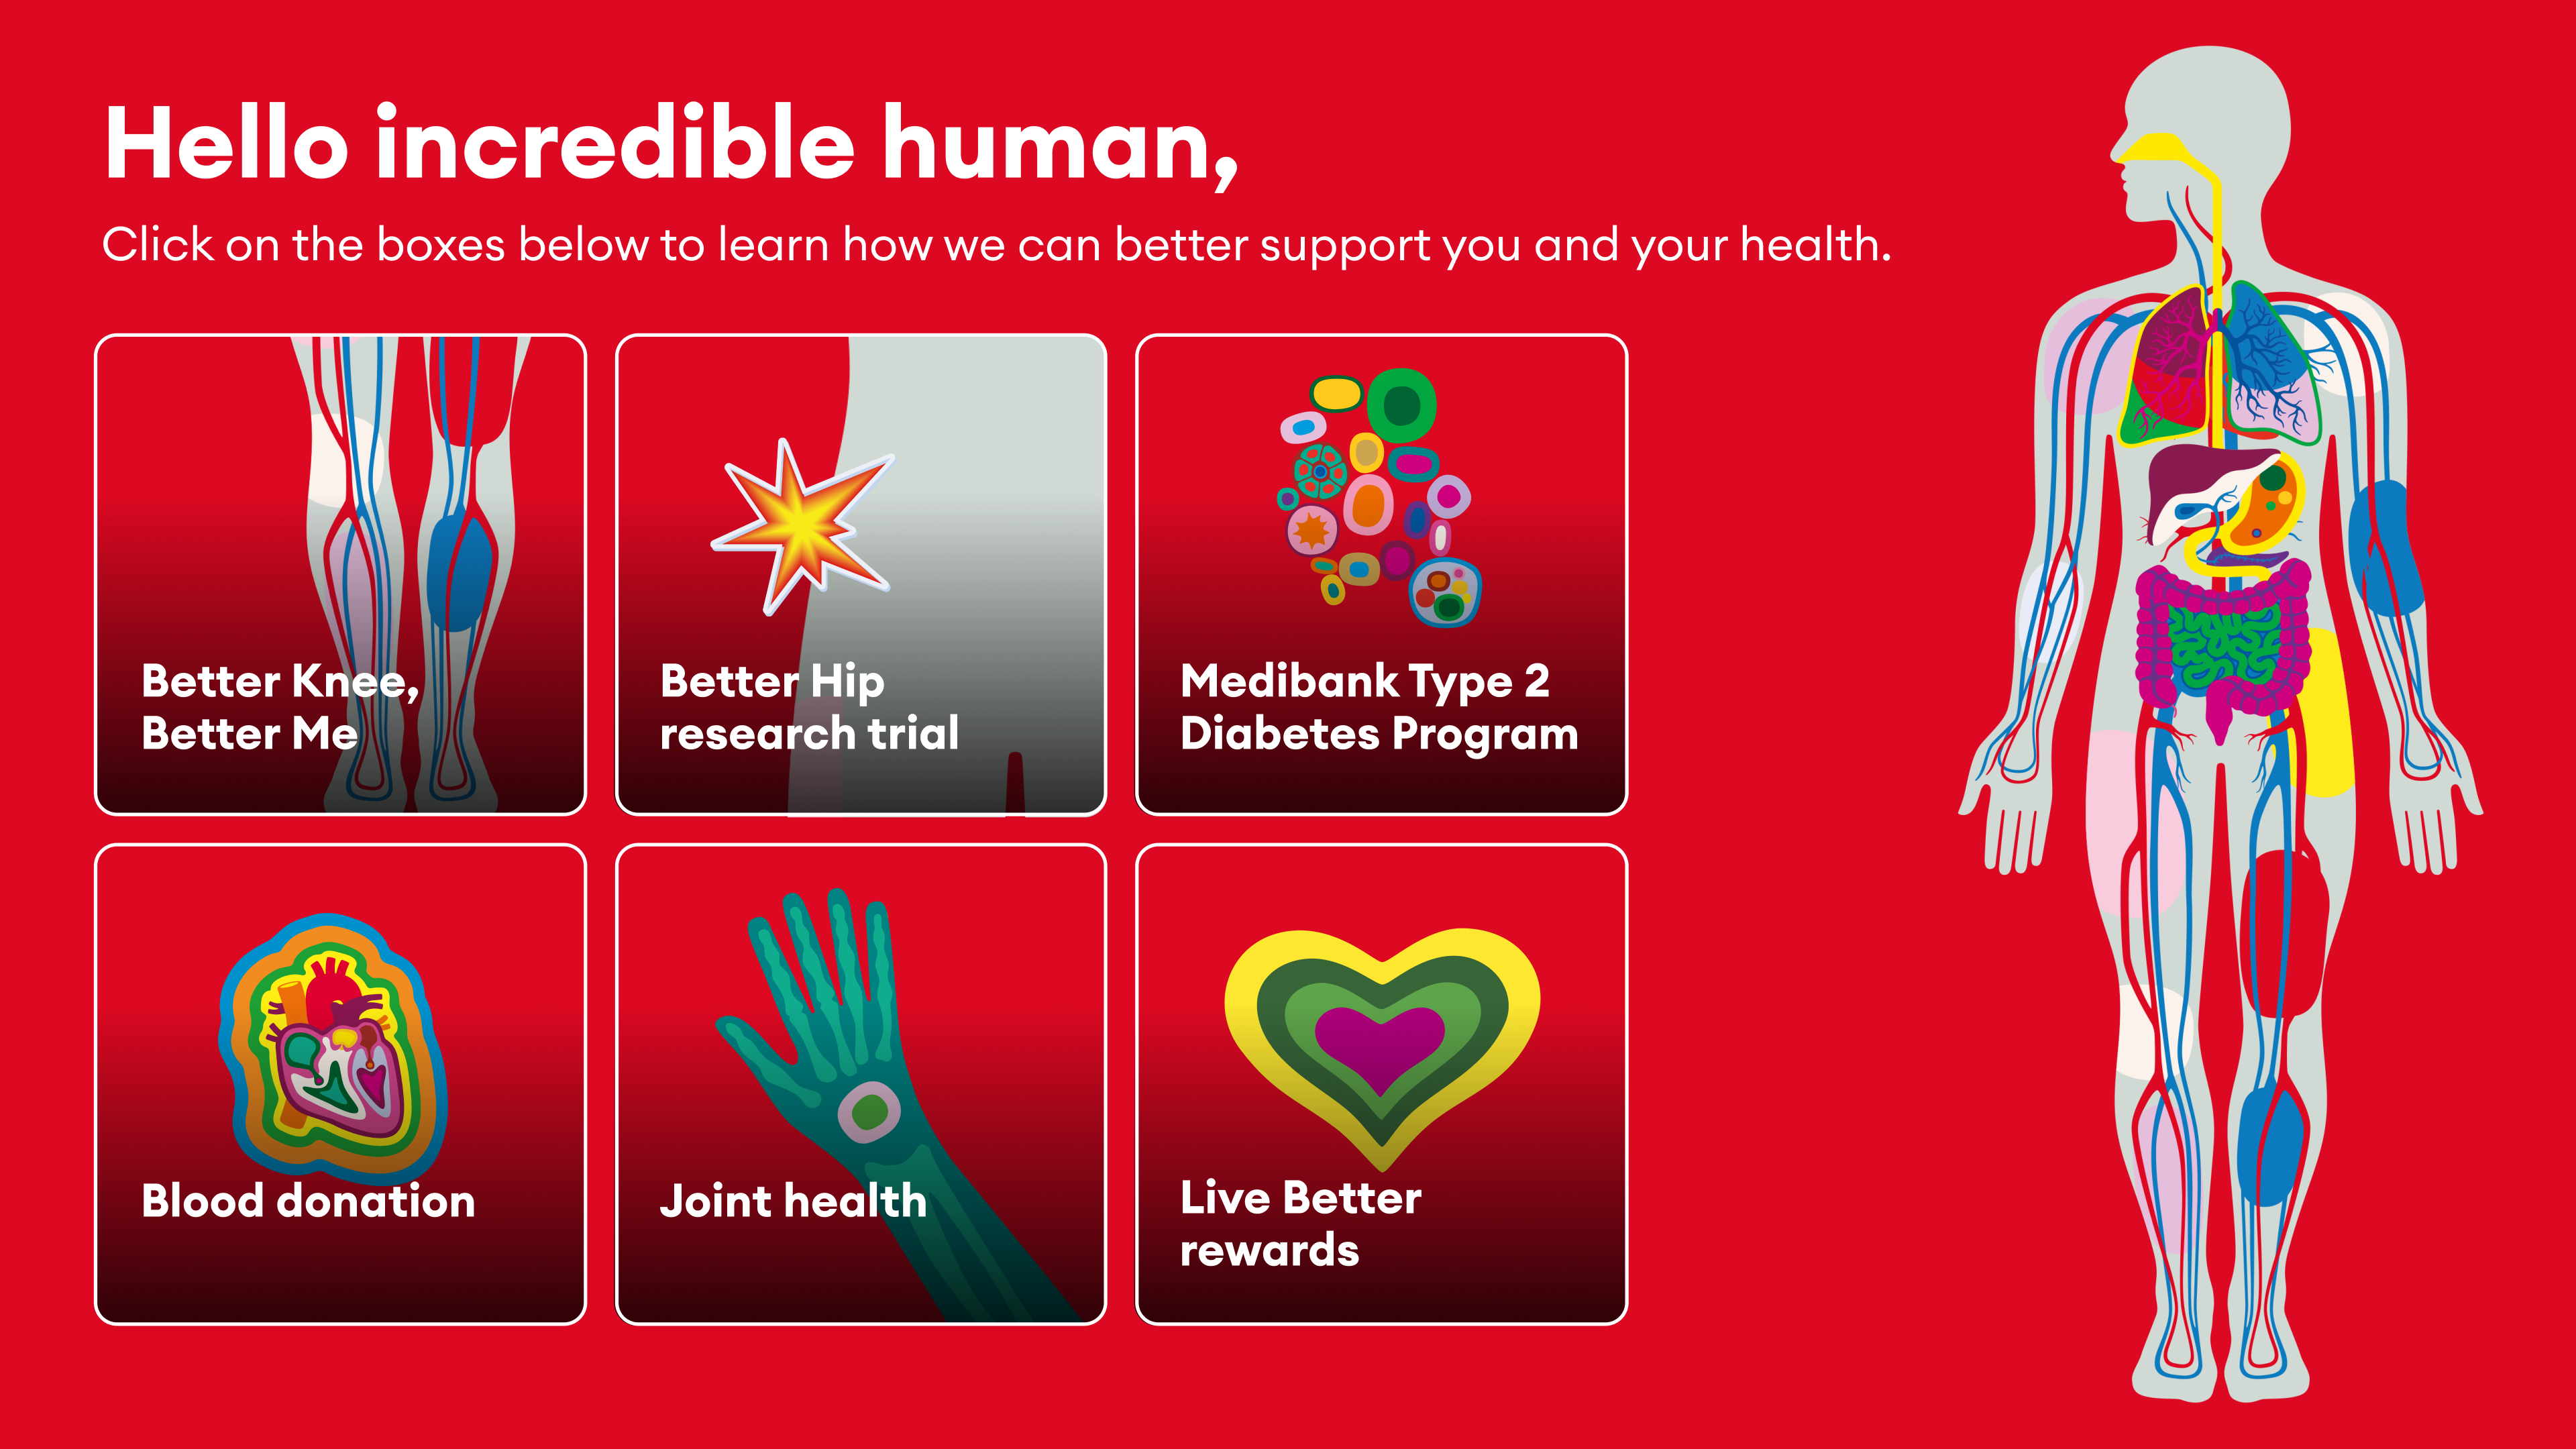 Hello incredible human,
Click on the boxes below to learn how we can better support you and your health.
Better Knee,
Better Me
Better Hip
research trial
Medibank Type 2
Diabetes Program
Blood donation
Joint health
Live Better
rewards